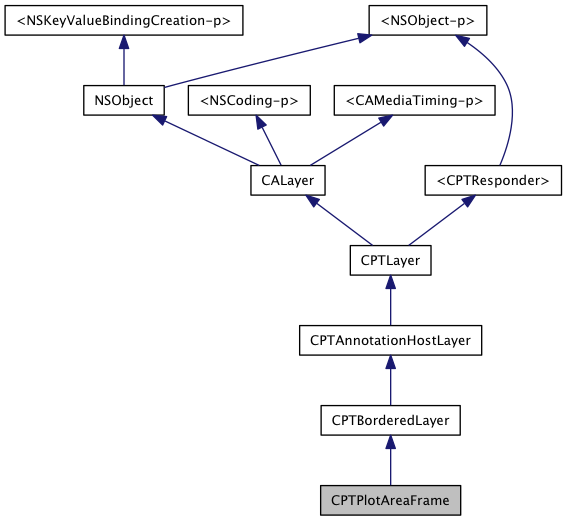 <NSKeyValueBindingCreation-p>
<NSObject-p>
NSObject
<NSCoding-p>
<CAMediaTiming-p>
CALayer
<CPTResponder>
CPTLayer
CPTAnnotationHostLayer
CPTBorderedLayer
CPTPlotAreaFrame